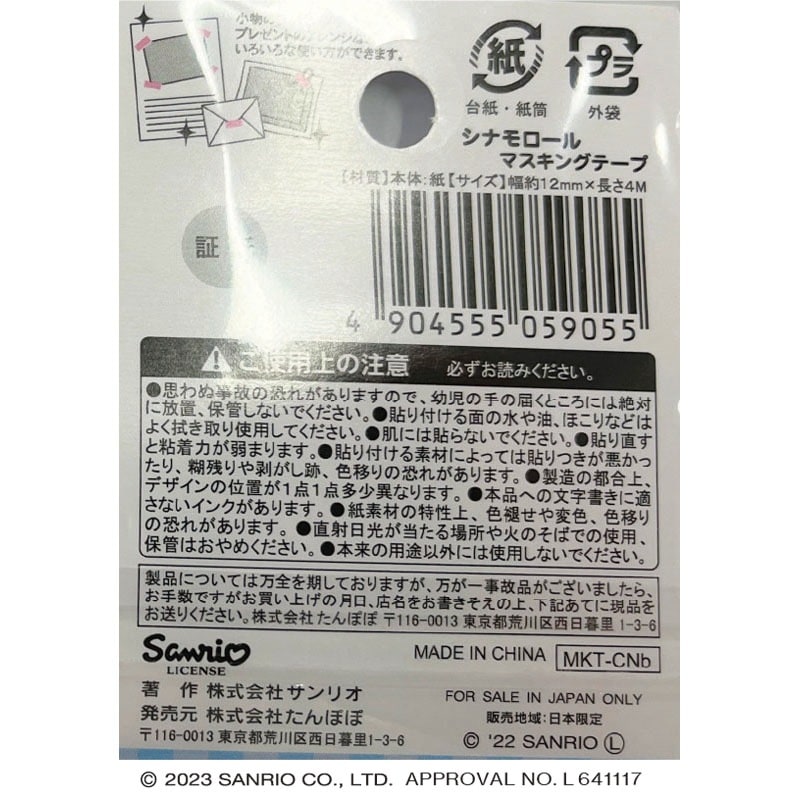 プレゼントのアレンジ
いろいろな使い方ができます。
紙
プラ
台紙・紙筒
外袋
シナモロール
マスキングテープ
【材質】本体:紙【サイズ】幅約12mm×長さ4M
証
4 904555 059055
ご使用上の注意 必ずお読みください。
●思わぬ事故の恐れがありますので、幼児の手の届くところには絶対
に放置、保管しないでください。●貼り付ける面の水や油、ほこりなどは
よく拭き取り使用してください。●肌には貼らないでください。●貼り直す
と粘着力が弱まります。●貼り付ける素材によっては貼りつきが悪かっ
たり、糊残りや剥がし跡、色移りの恐れがあります。●製造の都合上、
デザインの位置が1点1点多少異なります。●本品への文字書きに適
さないインクがあります。●紙素材の特性上、色褪せや変色、色移り
の恐れがあります。●直射日光が当たる場所や火のそばでの使用、
保管はおやめください。●本来の用途以外には使用しないでください。
製品については万全を期しておりますが、万が一事故品がございましたら、
お手数ですがお買い上げの月日、店名をお書きそえの上、下記あてに現品を
お送りください。株式会社たんぽぽ 〒116-0013 東京都荒川区西日暮里 1-3-6
Sanrio
LICENSE
MADE IN CHINA MKT-CNb
著 作 株式会社サンリオ
発売元 株式会社たんぽぽ
〒116-0013 東京都荒川区西日暮里1-3-6
FOR SALE IN JAPAN ONLY
販売地域:日本限定
© '22 SANRIO Ⓛ
© 2023 SANRIO CO., LTD. APPROVAL NO. L641117